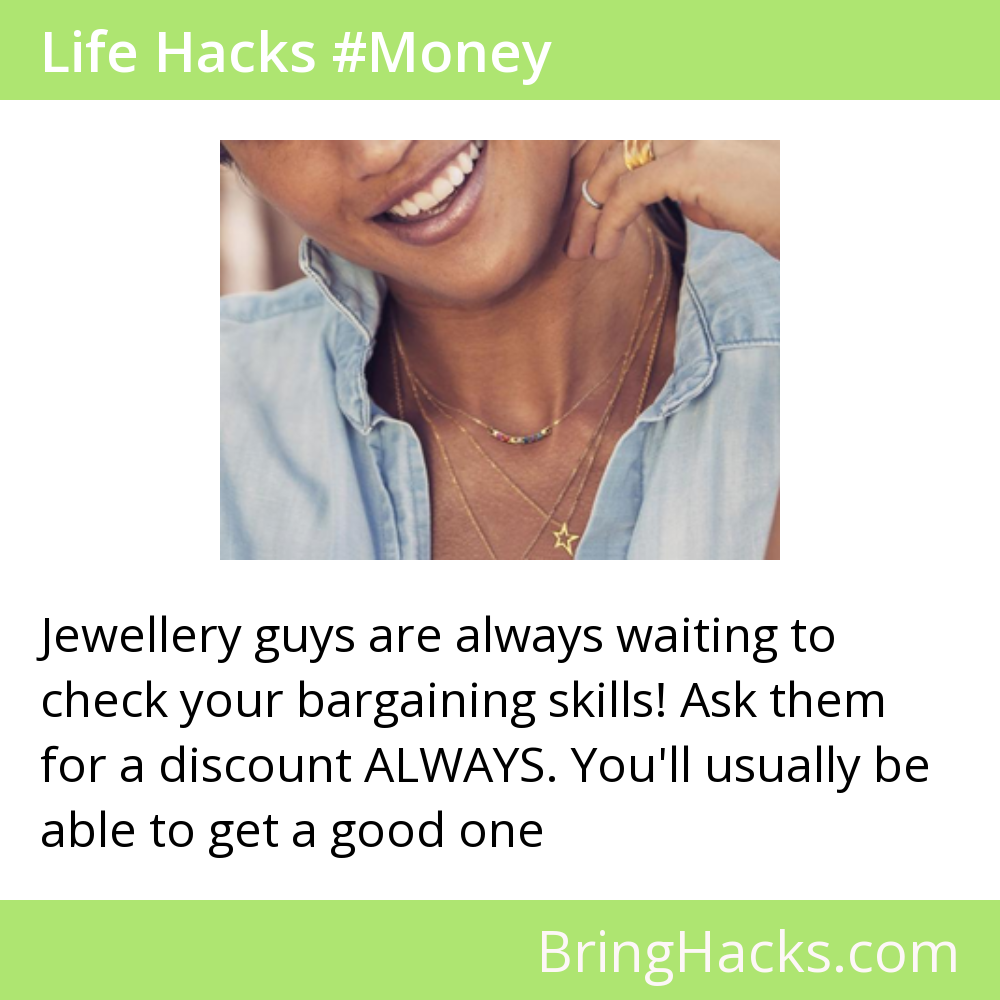 Life Hacks #Money
Jewellery guys are always waiting to
check your bargaining skills! Ask them
for a discount ALWAYS. You'll usually be
able to get a good one
BringHacks.com